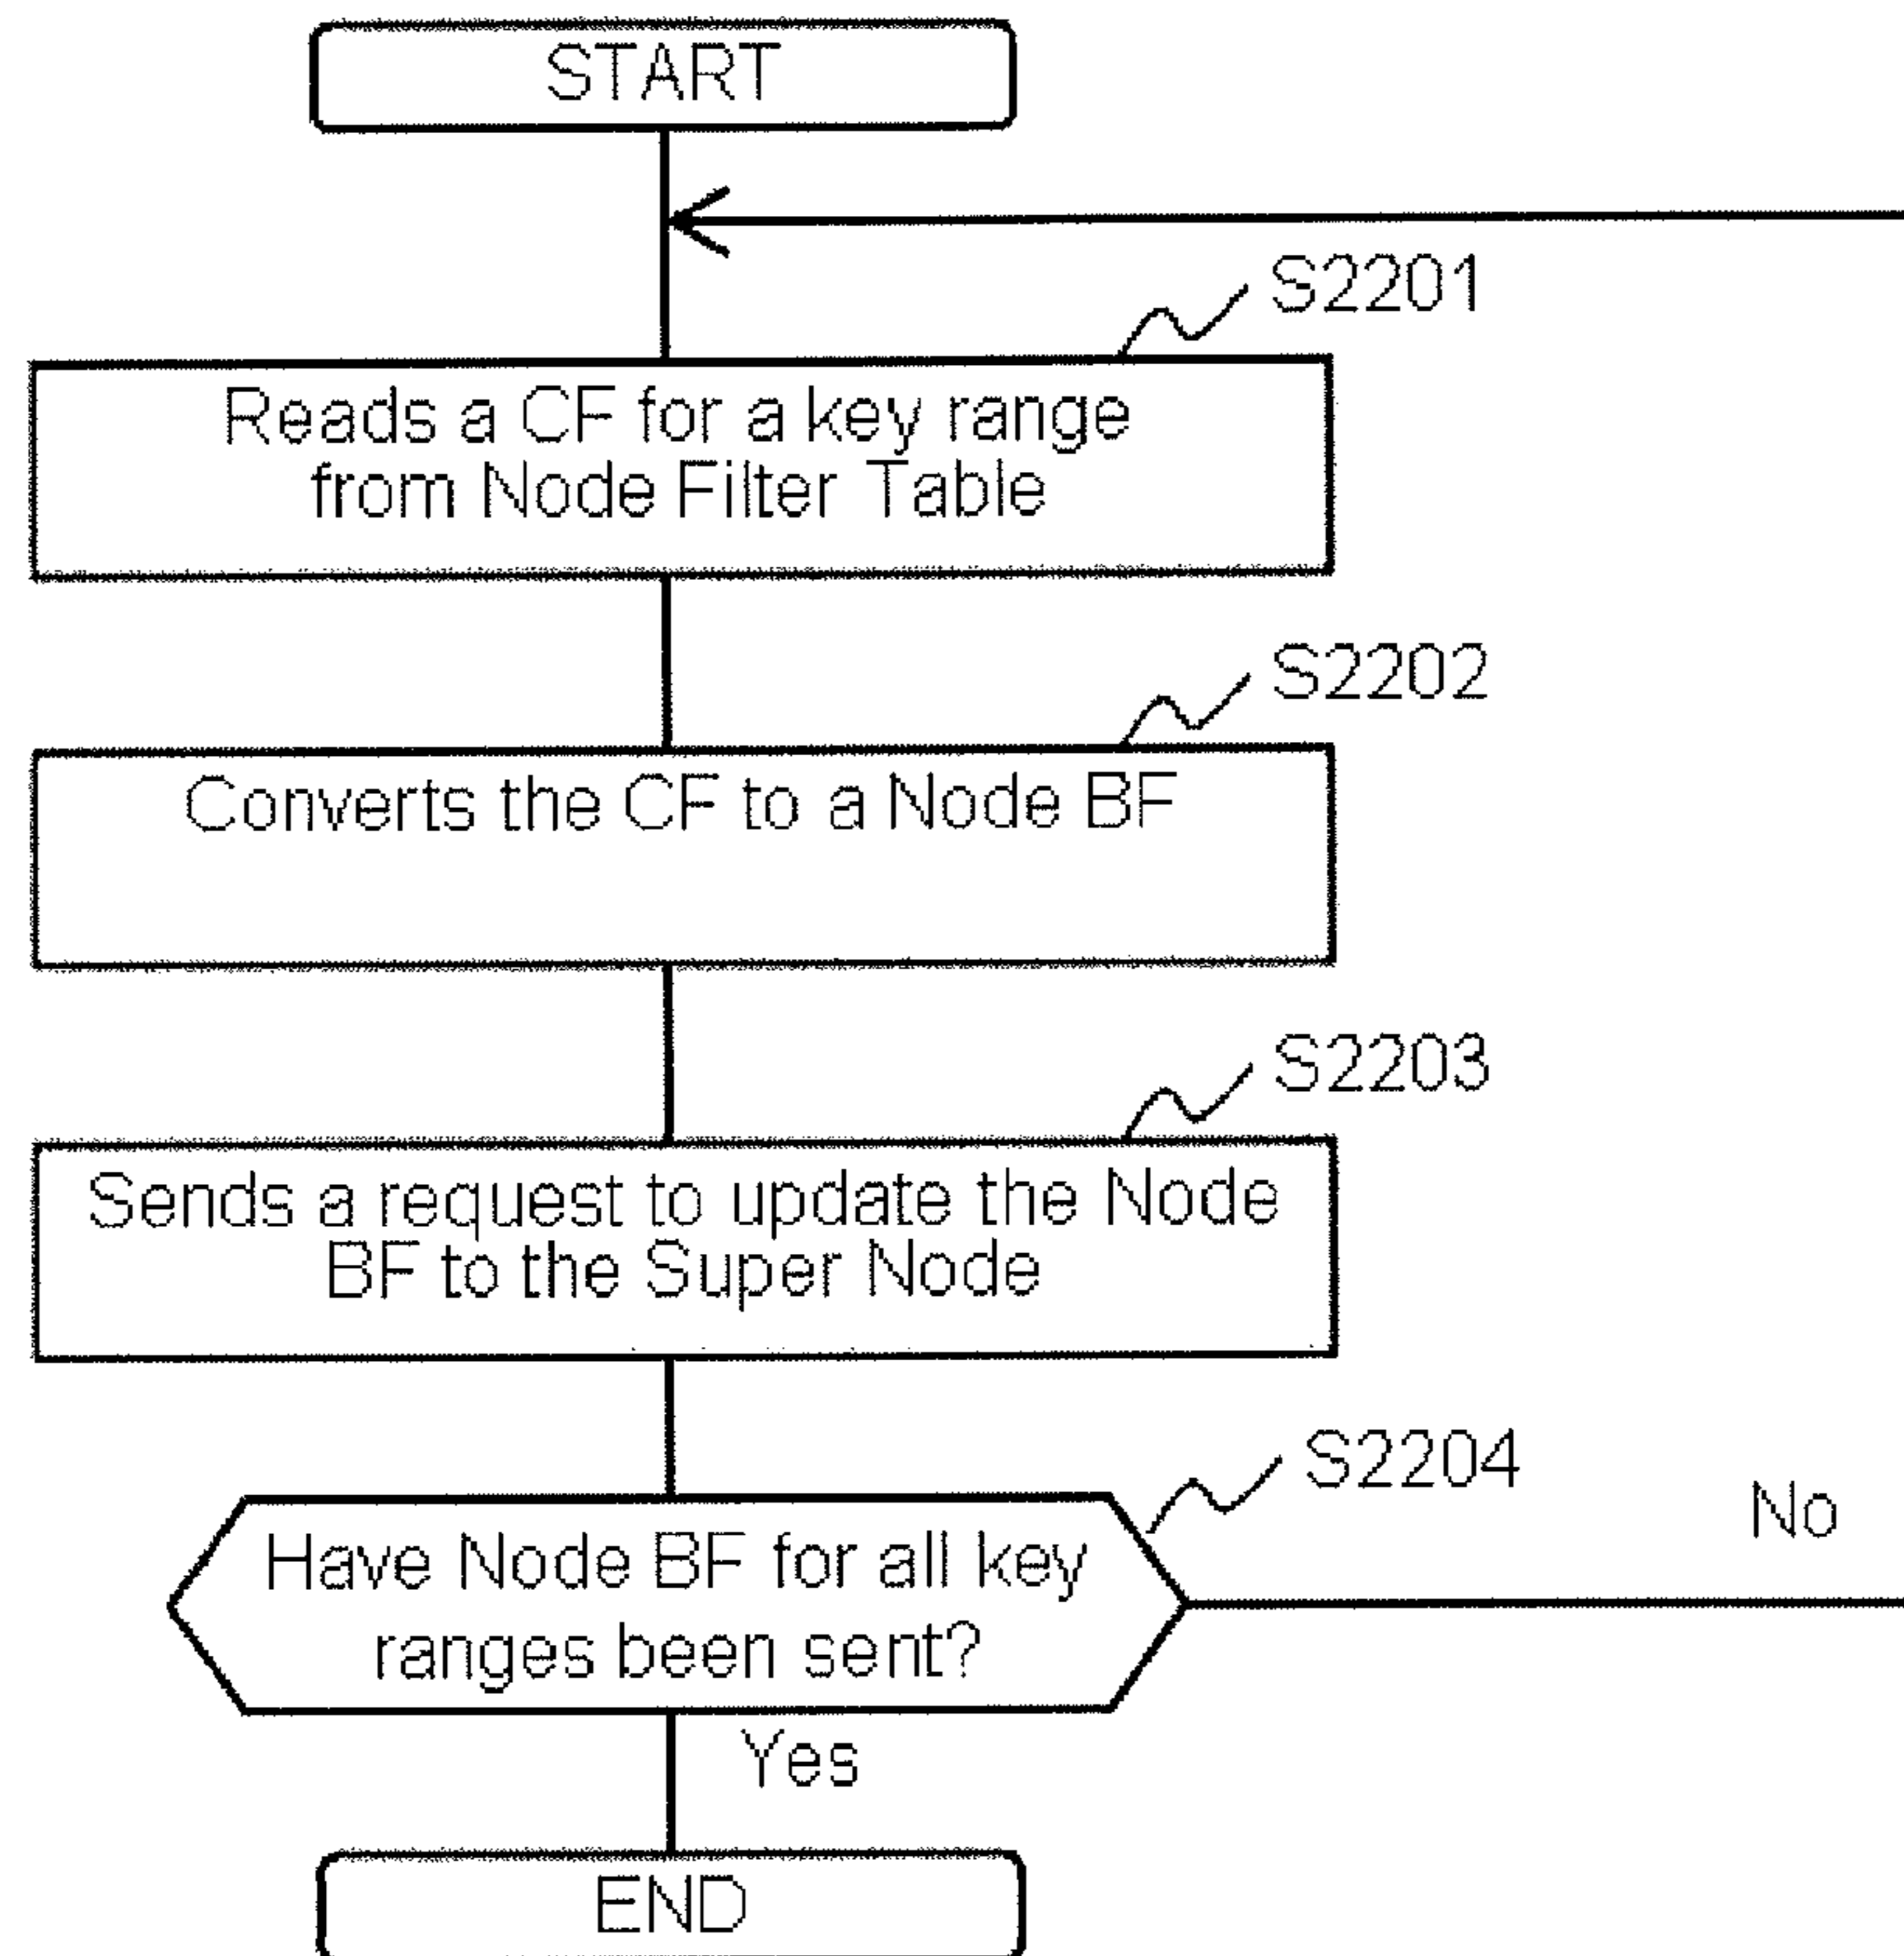 START
S2201
Reads a CF for a key range
from Node Filter Table
S2202
Converts the CF to a Node BF
S2203
Sends a request to update the Node
BF to the Super Node
S2204
No
Have Node BF for all key
ranges been sent?
Yes
END